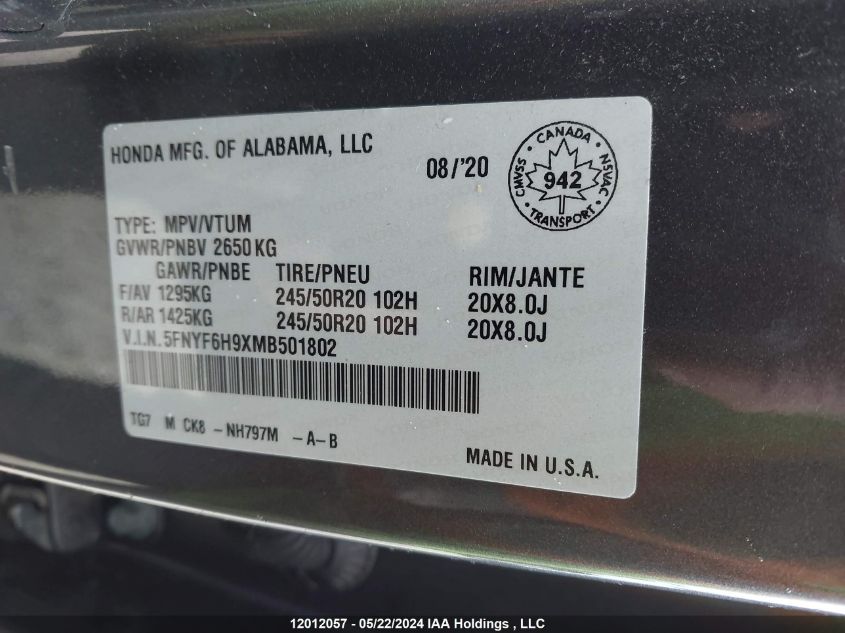 HONDA MFG. OF ALABAMA, LLC
08/'20
CANADA
CMVSS 942 NSVAC
TRANSPORT
TYPE: MPV/VTUM
GVWR/PNBV 2650 KG
GAWR/PNBE TIRE/PNEU RIM/JANTE
F/AV 1295KG 245/50R20 102H 20X8.0J
R/AR 1425KG 245/50R20 102H 20X8.0J
V.I.N. 5FNYF6H9XMB501802
TG7 M CK8 -NH797M -A-B
MADE IN U.S.A.
12012057 - 05/22/2024 IAA Holdings , LLC